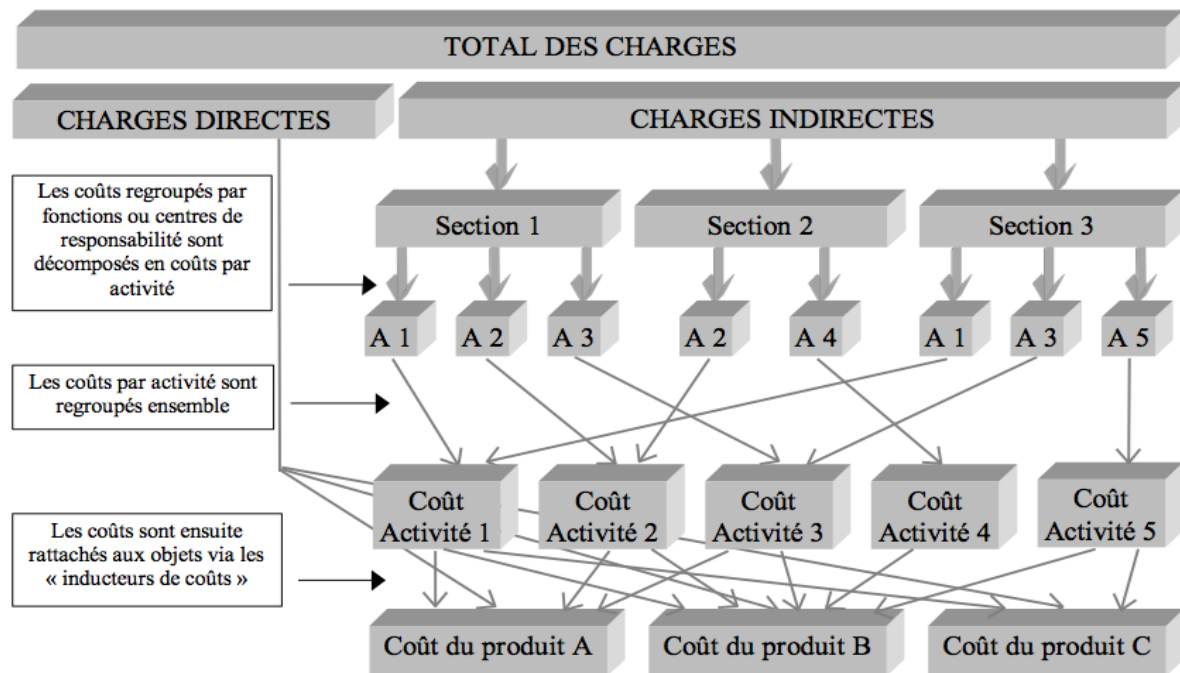 TOTAL DES CHARGES
CHARGES DIRECTES
CHARGES INDIRECTES
Les coûts regroupés par
fonctions ou centres de
responsabilité sont
décomposés en coûts par
activité
Section 1
Section 2
Section 3
A 1
A 2
A 3
A 2
A 4
A 1
A 3
A 5
Les coûts par activité sont
regroupés ensemble
Coût
Activité 1
Coût
Activité 2
Coût
Activité 3
Coût
Activité 4
Coût
Activité 5
Les coûts sont ensuite
rattachés aux objets via les
« inducteurs de coûts »
Coût du produit A
Coût du produit B
Coût du produit C